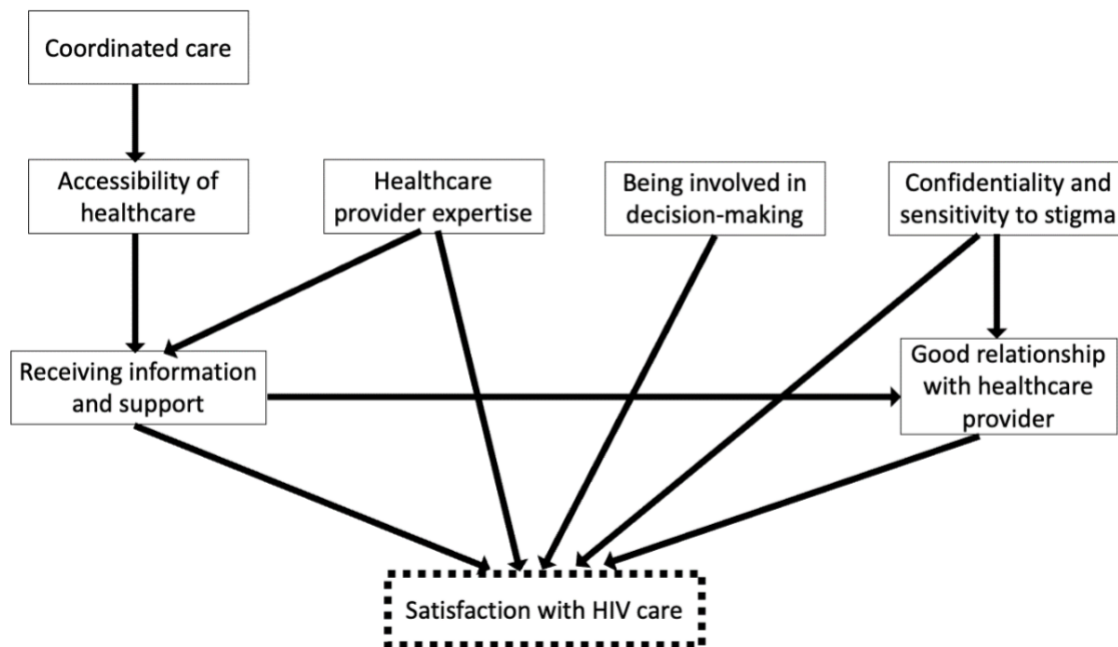 Coordinated care
Accessibility of
healthcare
Healthcare
provider expertise
Being involved in
decision-making
Confidentiality and
sensitivity to stigma
Receiving information
and support
Good relationship
with healthcare
provider
Satisfaction with HIV care